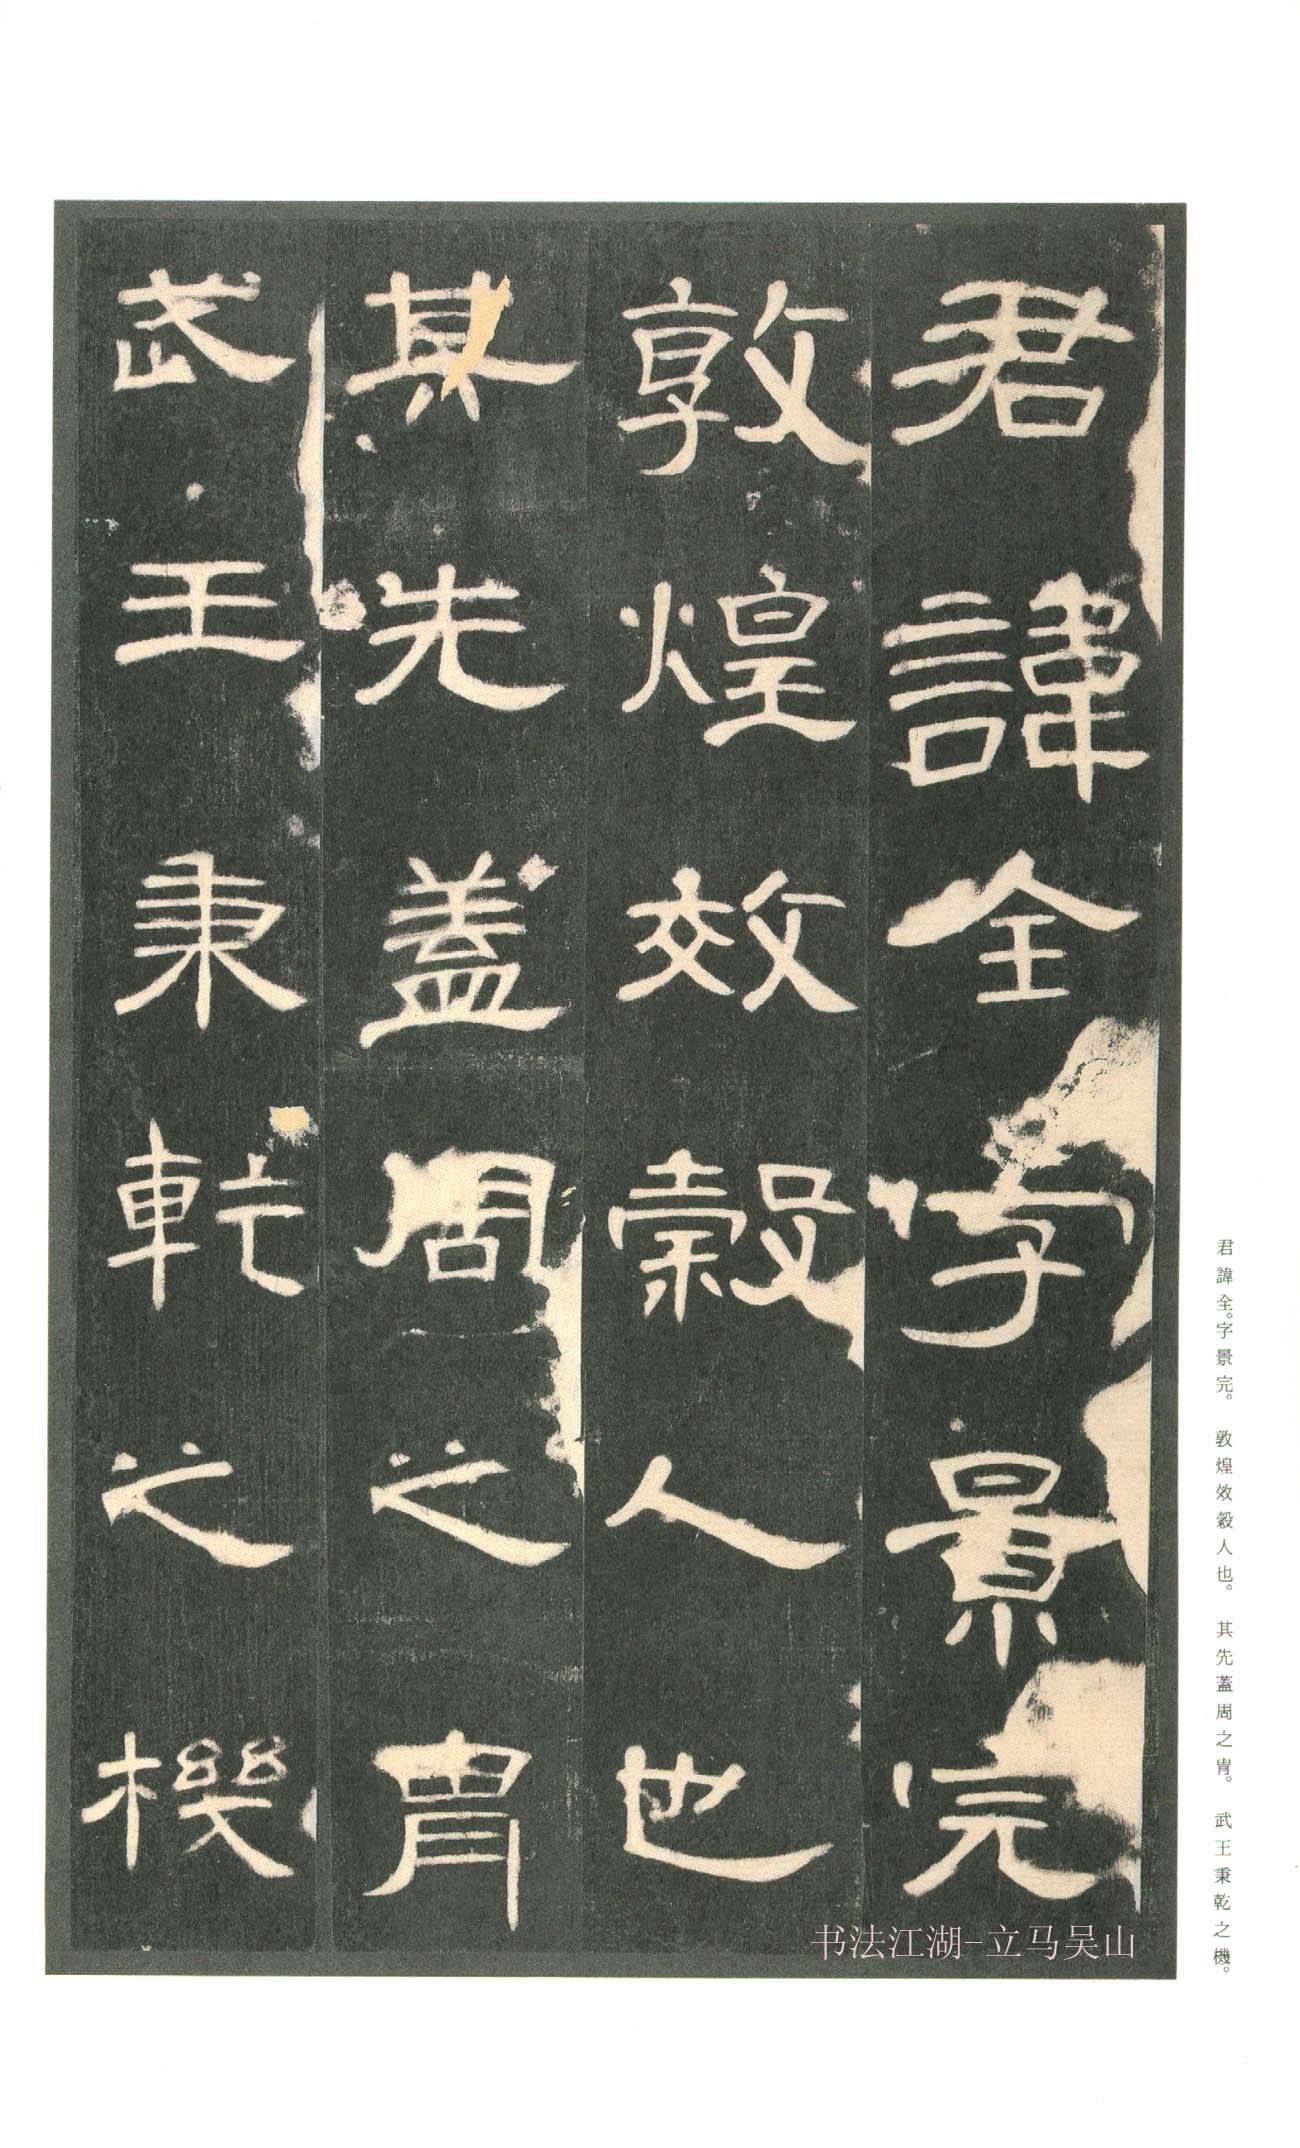 君諱全字景完
敦煌效穀人也
其先蓋周之胄
武王秉乾之機
君諱全。字景完。 敦煌效穀人也。 其先蓋周之胄。 武王秉乾之機。
书法江湖-立马吴山